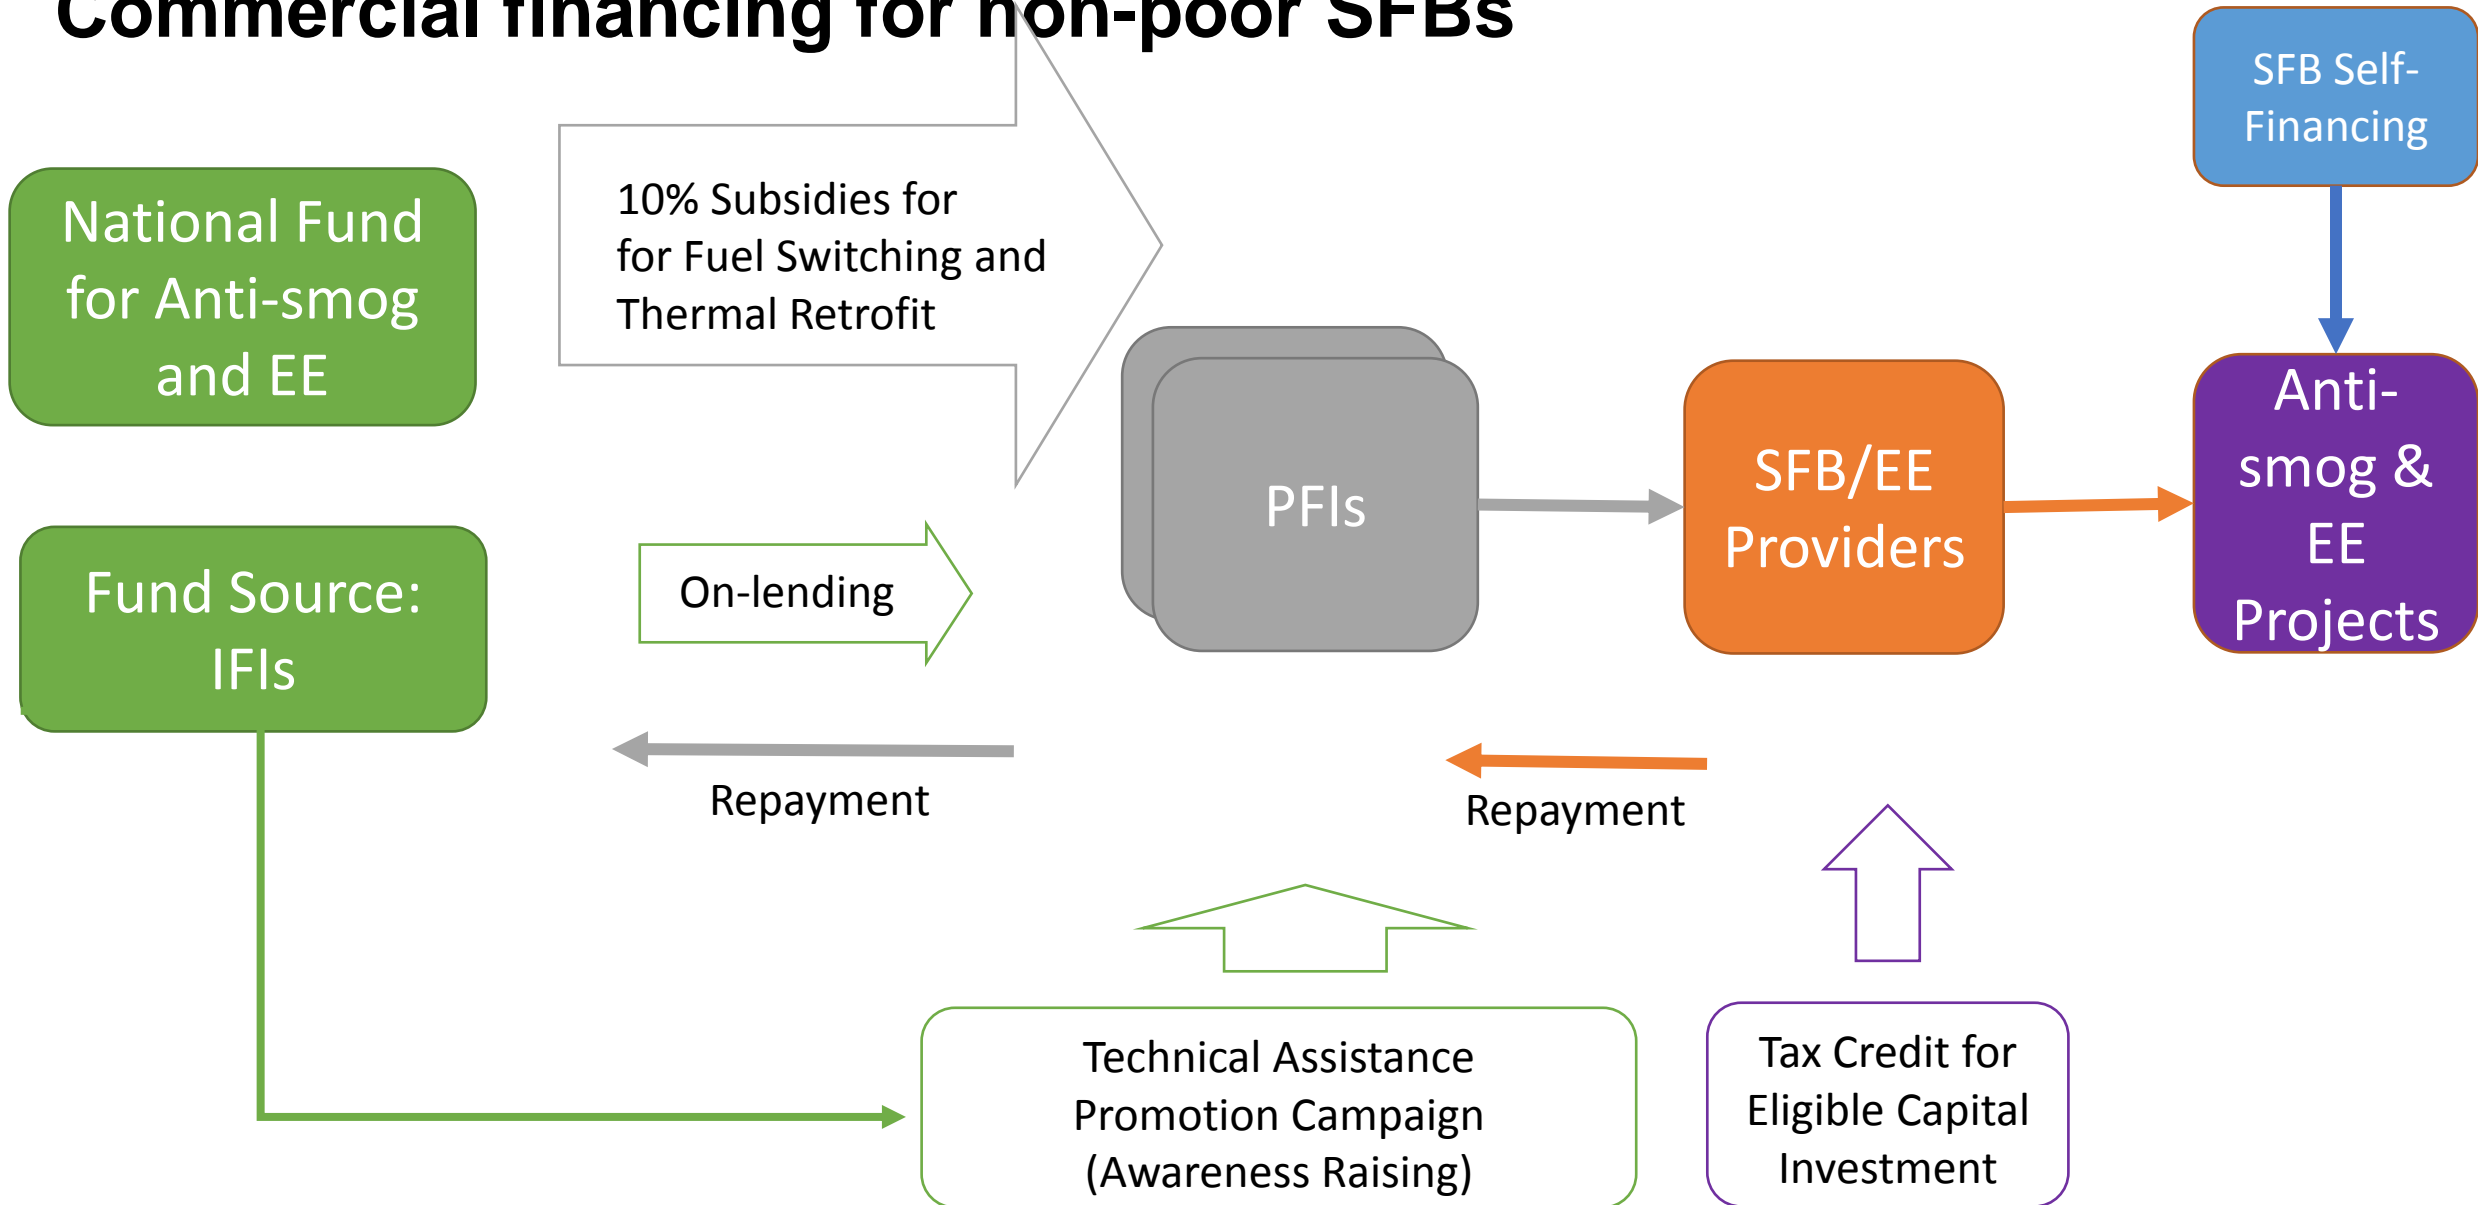 Commercial financing for non-poor SFBs
SFB Self-
Financing
National Fund
for Anti-smog
and EE
10% Subsidies for
for Fuel Switching and
Thermal Retrofit
Fund Source:
IFIs
On-lending
PFIs
SFB/EE
Providers
Anti-
smog &
EE
Projects
Repayment
Repayment
Technical Assistance
Promotion Campaign
(Awareness Raising)
Tax Credit for
Eligible Capital
Investment